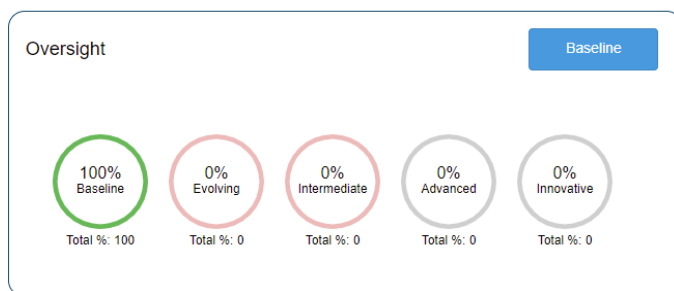 Oversight
Baseline
100%
Baseline
Total %: 100
0%
Evolving
Total %: 0
0%
Intermediate
Total %: 0
0%
Advanced
Total %: 0
0%
Innovative
Total %: 0